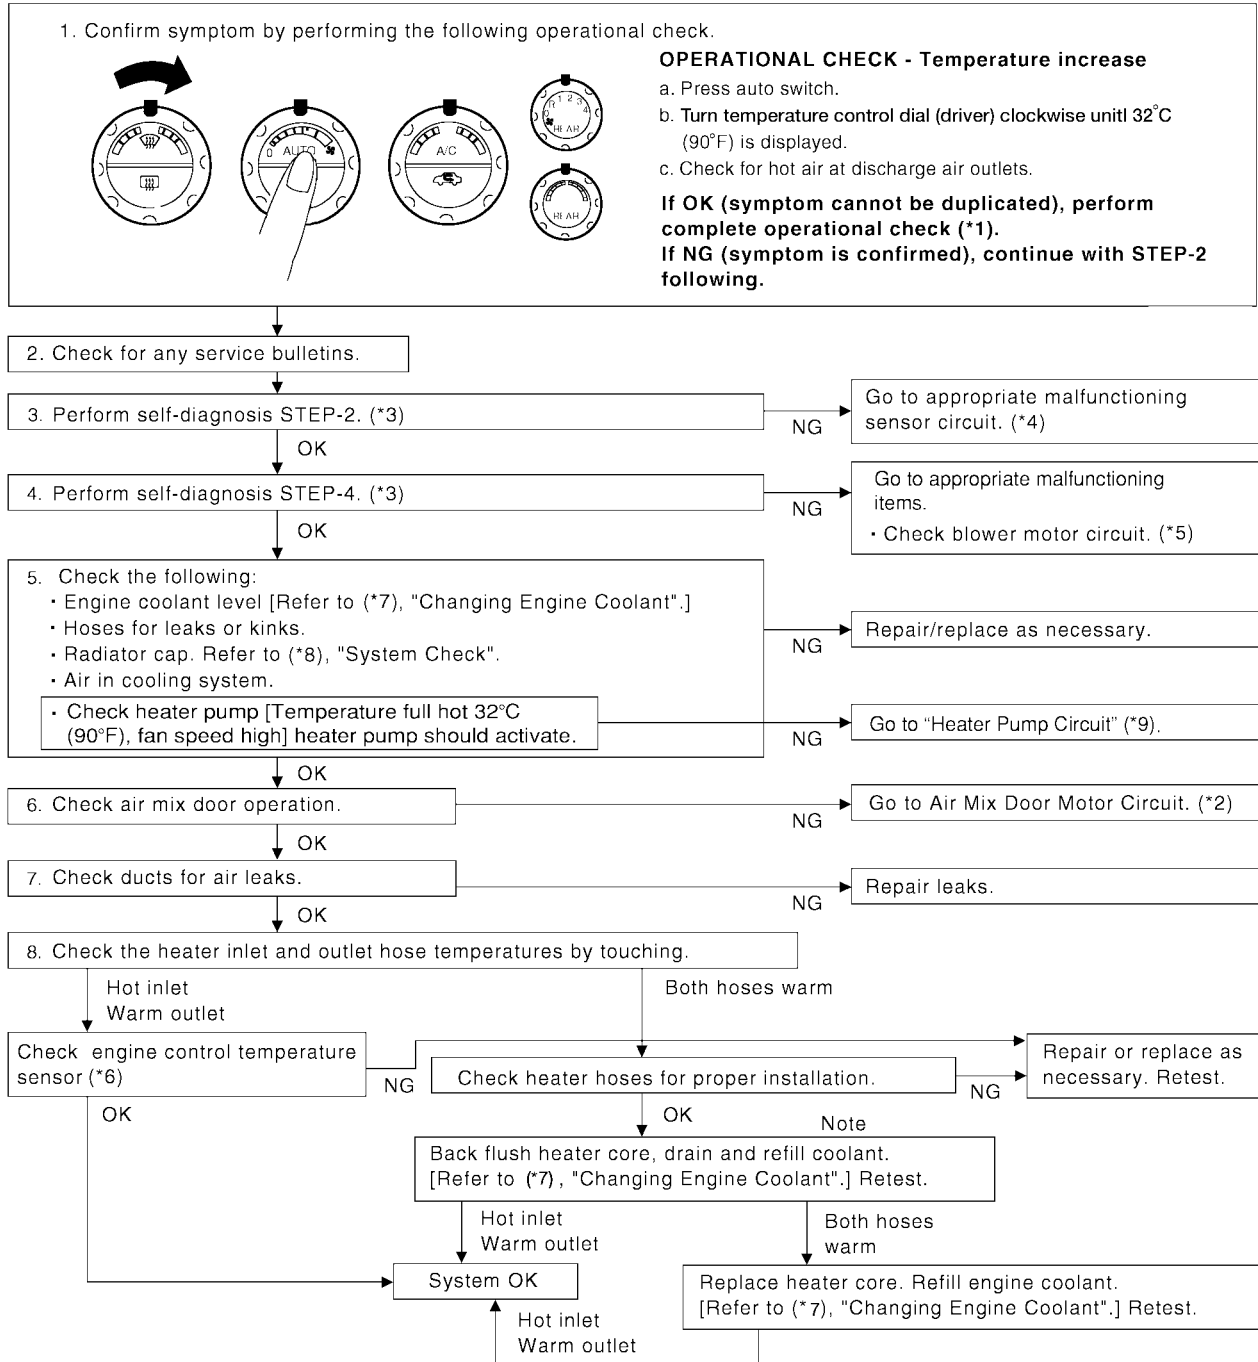 1. Confirm symptom by performing the following operational check.
OPERATIONAL CHECK - Temperature increase
a. Press auto switch.
b. Turn temperature control dial (driver) clockwise unitl 32°C
(90°F) is displayed.
c. Check for hot air at discharge air outlets.
If OK (symptom cannot be duplicated), perform
complete operational check (*1).
If NG (symptom is confirmed), continue with STEP-2
following.
0 AUTO
A/C
R 1 2 3 4
0
REAR
REAR
2. Check for any service bulletins.
3. Perform self-diagnosis STEP-2. (*3)
NG
Go to appropriate malfunctioning
sensor circuit. (*4)
OK
4. Perform self-diagnosis STEP-4. (*3)
NG
Go to appropriate malfunctioning
items.
· Check blower motor circuit. (*5)
OK
5. Check the following:
· Engine coolant level [Refer to (*7), "Changing Engine Coolant".]
· Hoses for leaks or kinks.
· Radiator cap. Refer to (*8), "System Check".
· Air in cooling system.
NG
Repair/replace as necessary.
· Check heater pump [Temperature full hot 32°C
(90°F), fan speed high] heater pump should activate.
NG
Go to “Heater Pump Circuit” (*9).
OK
6. Check air mix door operation.
NG
Go to Air Mix Door Motor Circuit. (*2)
OK
7. Check ducts for air leaks.
NG
Repair leaks.
OK
8. Check the heater inlet and outlet hose temperatures by touching.
Hot inlet
Warm outlet
Both hoses warm
Check engine control temperature
sensor (*6)
NG
Check heater hoses for proper installation.
NG
Repair or replace as
necessary. Retest.
OK
OK
Note
Back flush heater core, drain and refill coolant.
[Refer to (*7), "Changing Engine Coolant".] Retest.
Hot inlet
Warm outlet
Both hoses
warm
System OK
Replace heater core. Refill engine coolant.
[Refer to (*7), "Changing Engine Coolant".] Retest.
Hot inlet
Warm outlet